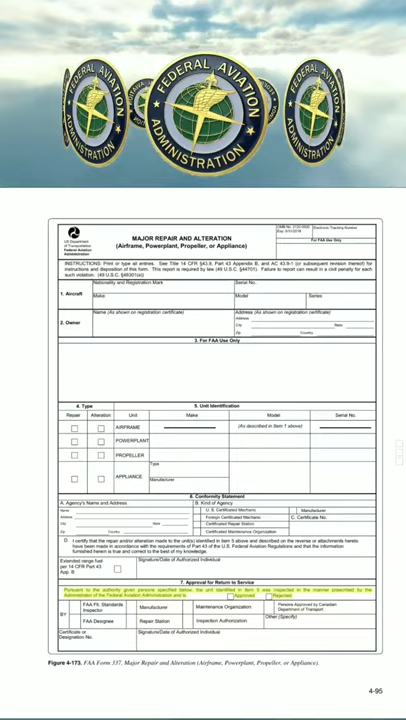 FEDERAL AVIATION
ADMINISTRATION
FEDERAL AVIATION
ADMINISTRATION
FEDERAL AVIATION
ADMINISTRATION
US Department
of Transportation
Federal Aviation
Administration
MAJOR REPAIR AND ALTERATION
(Airframe, Powerplant, Propeller, or Appliance)
OMB No. 2120-0020
Electronic Tracking Number
For FAA Use Only
INSTRUCTIONS: Print or type all entries. See Title 14 CFR §43.9, Part 43 Appendix B, and AC 43.9-1 (or subsequent revision thereof) for
instructions and disposition of this form. This report is required by law (49 U.S.C. §44701). Failure to report can result in a civil penalty for each
such violation. (49 U.S.C. §46301(a))
1. Aircraft
Nationality and Registration Mark
Serial No.
Make
Model
Series
2. Owner
Name (As shown on registration certificate)
Address (As shown on registration certificate)
Address
City
State
Zip
Country
3. For FAA Use Only
4. Type
5. Unit Identification
Repair
Alteration
Unit
Make
Model
Serial No.
AIRFRAME
(As described in Item 1 above)
POWERPLANT
PROPELLER
APPLIANCE
Type
Manufacturer
6. Conformity Statement
A. Agency's Name and Address
B. Kind of Agency
Name
Address
City
State
Zip
Country
U. S. Certificated Mechanic
Manufacturer
Foreign Certificated Mechanic
C. Certificate No.
Certificated Repair Station
Certificated Maintenance Organization
D. I certify that the repair and/or alteration made to the unit(s) identified in item 5 above and described on the reverse or attachments hereto
have been made in accordance with the requirements of Part 43 of the U.S. Federal Aviation Regulations and that the information
furnished herein is true and correct to the best of my knowledge.
Extended range fuel
per 14 CFR Part 43
App. B
Signature/Date of Authorized Individual
7. Approval for Return to Service
Pursuant to the authority given persons specified below, the unit identified in item 5 was inspected in the manner prescribed by the
Administrator of the Federal Aviation Administration and is
Approved
Rejected
BY
FAA Flt. Standards
Inspector
Manufacturer
Maintenance Organization
Persons Approved by Canadian
Department of Transport
FAA Designee
Repair Station
Inspection Authorization
Other (Specify)
Certificate or
Designation No.
Signature/Date of Authorized Individual
Figure 4-173. FAA Form 337, Major Repair and Alteration (Airframe, Powerplant, Propeller, or Appliance).
4-95